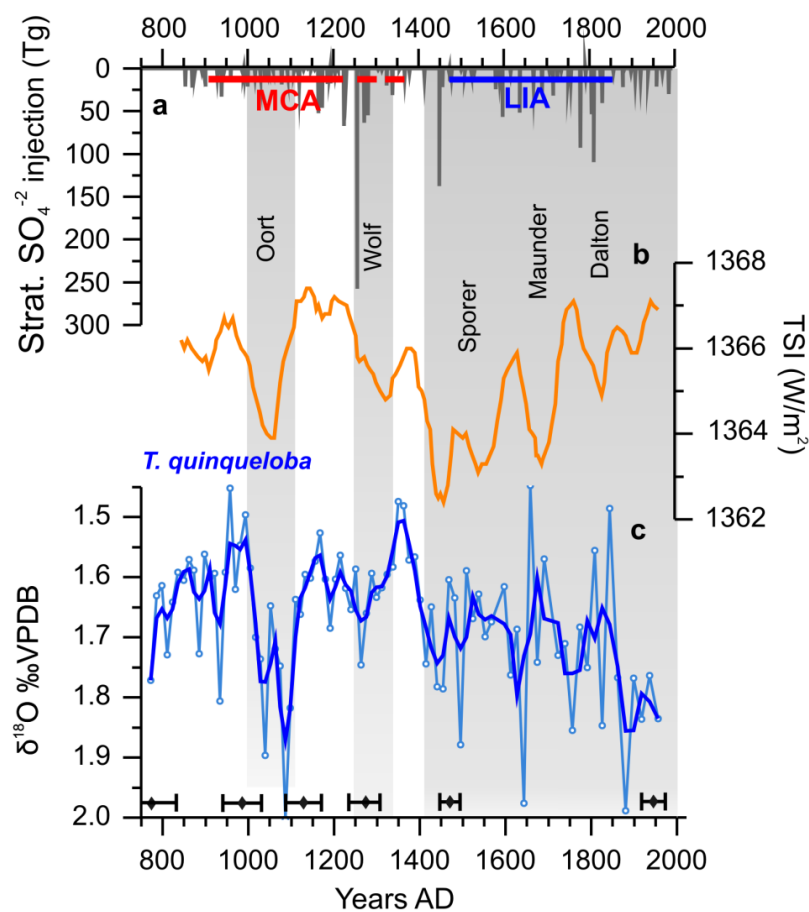 800 1000 1200 1400 1600 1800 2000
Strat. SO₄⁻² injection (Tg)
0
50
100
150
200
250
300
a
MCA
LIA
Oort
Wolf
Sporer
Maunder
Dalton
b
1368
1366
1364
1362
TSI (W/m²)
T. quinqueloba
c
1.5
1.6
1.7
1.8
1.9
2.0
δ¹⁸O ‰VPDB
800 1000 1200 1400 1600 1800 2000
Years AD